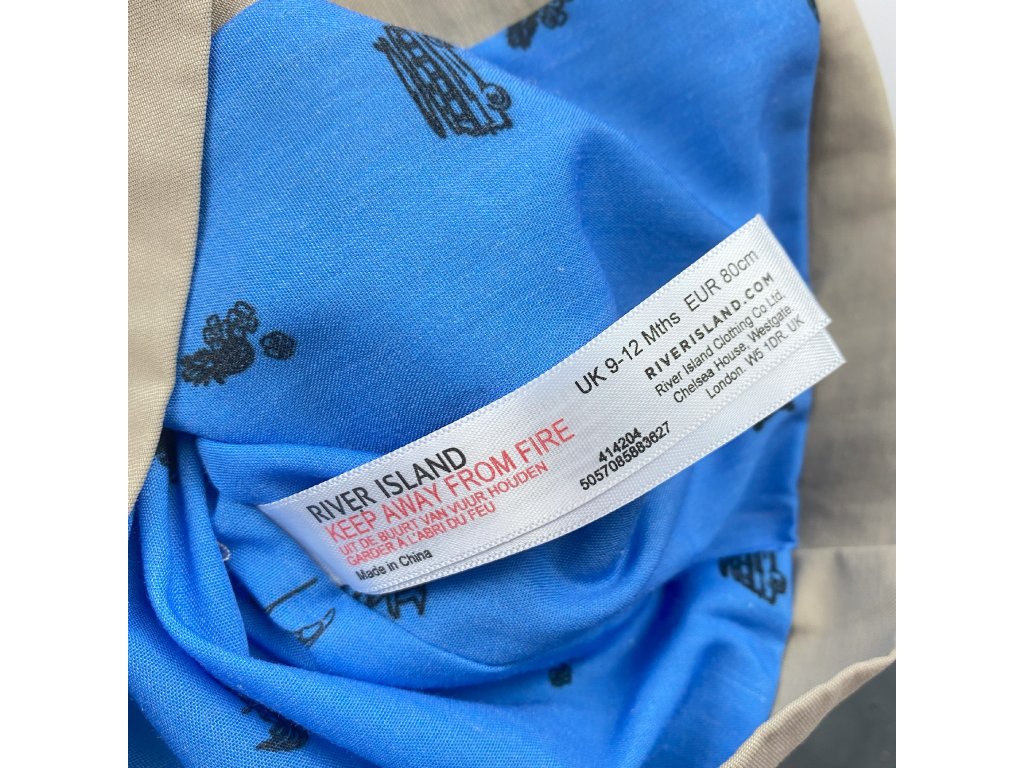 RIVER ISLAND
KEEP AWAY FROM FIRE
UIT DE BUURT VAN VUUR HOUDEN
GARDER À L'ABRI DU FEU
Made in China
UK 9-12 Mths EUR 80cm
RIVERISLAND.COM
River Island Clothing Co Ltd.
Chelsea House, Westgate,
London. W5 1DR. UK
414204
5057085883627